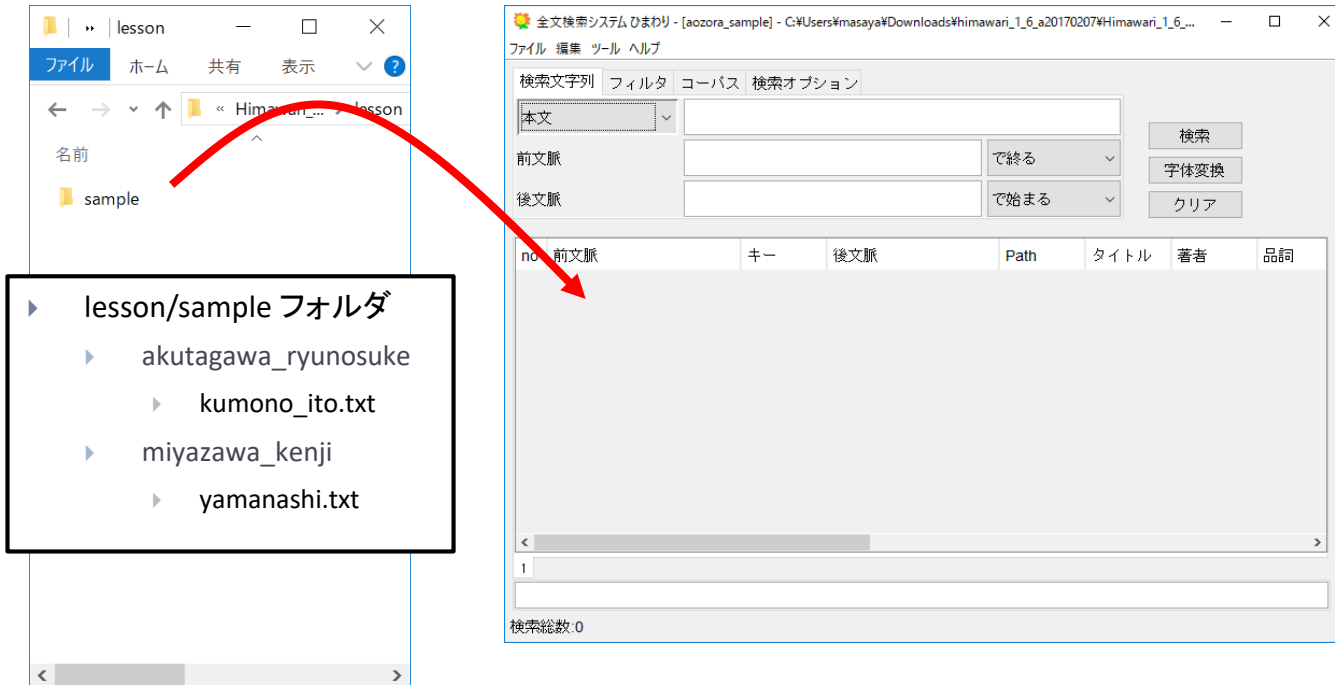 lesson
ファイル ホーム 共有 表示
« Himawari_... › lesson
名前
sample
lesson/sample フォルダ
akutagawa_ryunosuke
kumono_ito.txt
miyazawa_kenji
yamanashi.txt
全文検索システム ひまわり - [aozora_sample] - C:¥Users¥masaya¥Downloads¥himawari_1_6_a20170207¥Himawari_1_6_...
ファイル 編集 ツール ヘルプ
検索文字列 フィルタ コーパス 検索オプション
本文
検索
前文脈 で終る
字体変換
後文脈 で始まる
クリア
no 前文脈 キー 後文脈 Path タイトル 著者 品詞
1
検索総数:0